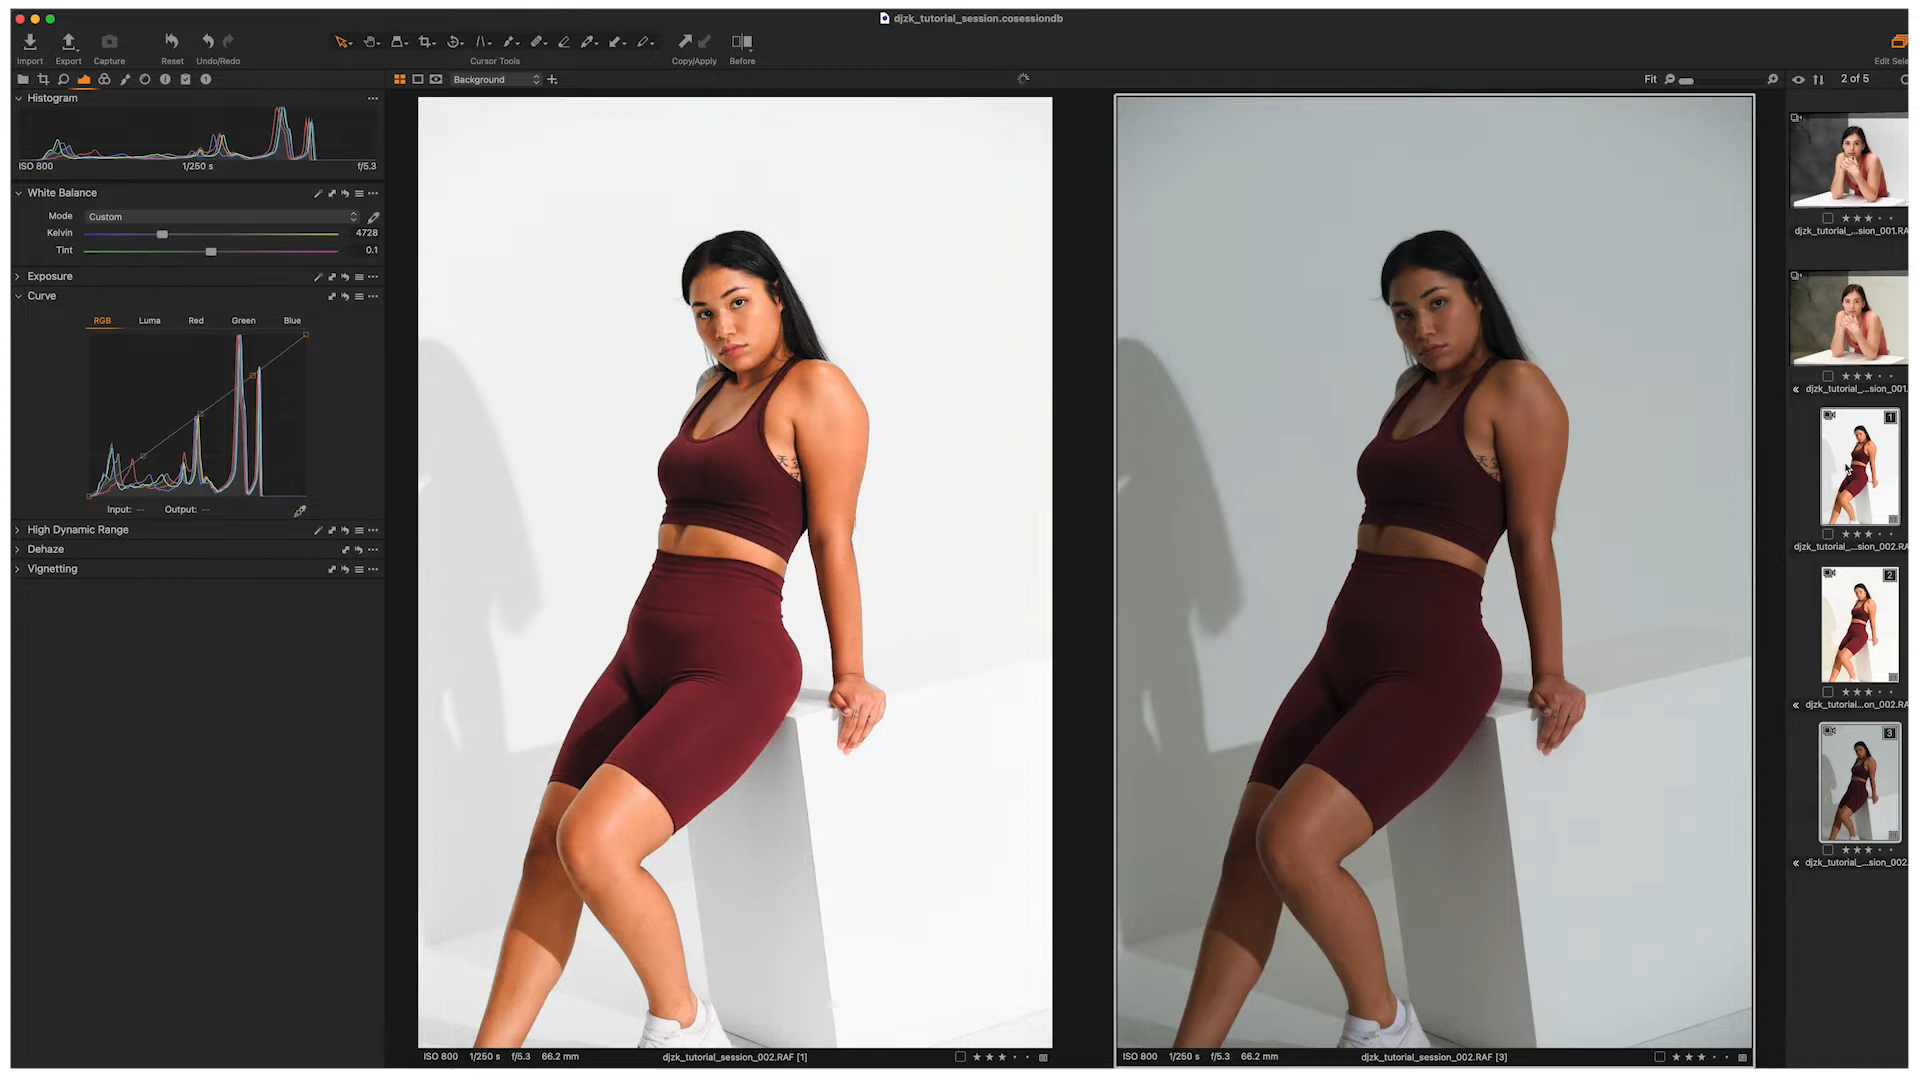 djzk_tutorial_session.cosessiondb
Import Export Capture Reset Undo/Redo Cursor Tools Copy/Apply Before
Background
Fit
2 of 5
Histogram
ISO 800 1/250 s f/5.3
White Balance
Mode Custom
Kelvin 4728
Tint 0.1
Exposure
Curve
RGB Luma Red Green Blue
Input: -- Output: --
High Dynamic Range
Dehaze
Vignetting
ISO 800 1/250 s f/5.3 66.2 mm djzk_tutorial_session_002.RAF [1]
ISO 800 1/250 s f/5.3 66.2 mm djzk_tutorial_session_002.RAF [3]
djzk_tutorial_...sion_001.RA
djzk_tutorial_...sion_001.
1
djzk_tutorial_...sion_002.RA
2
djzk_tutorial...on_002.RA
3
djzk_tutorial_...sion_002